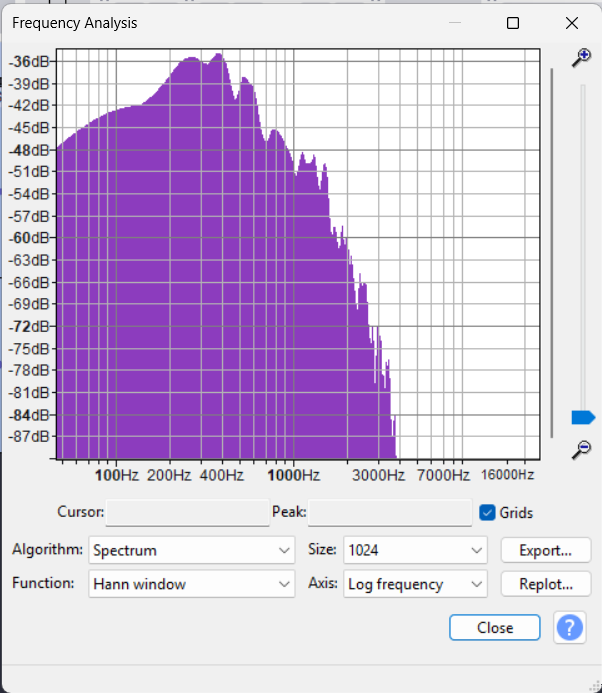 Frequency Analysis
-36dB
-39dB
-42dB
-45dB
-48dB
-51dB
-54dB
-57dB
-60dB
-63dB
-66dB
-69dB
-72dB
-75dB
-78dB
-81dB
-84dB
-87dB
100Hz 200Hz 400Hz 1000Hz 3000Hz 7000Hz 16000Hz
Cursor: Peak: Grids
Algorithm: Spectrum Size: 1024 Export...
Function: Hann window Axis: Log frequency Replot...
Close ?